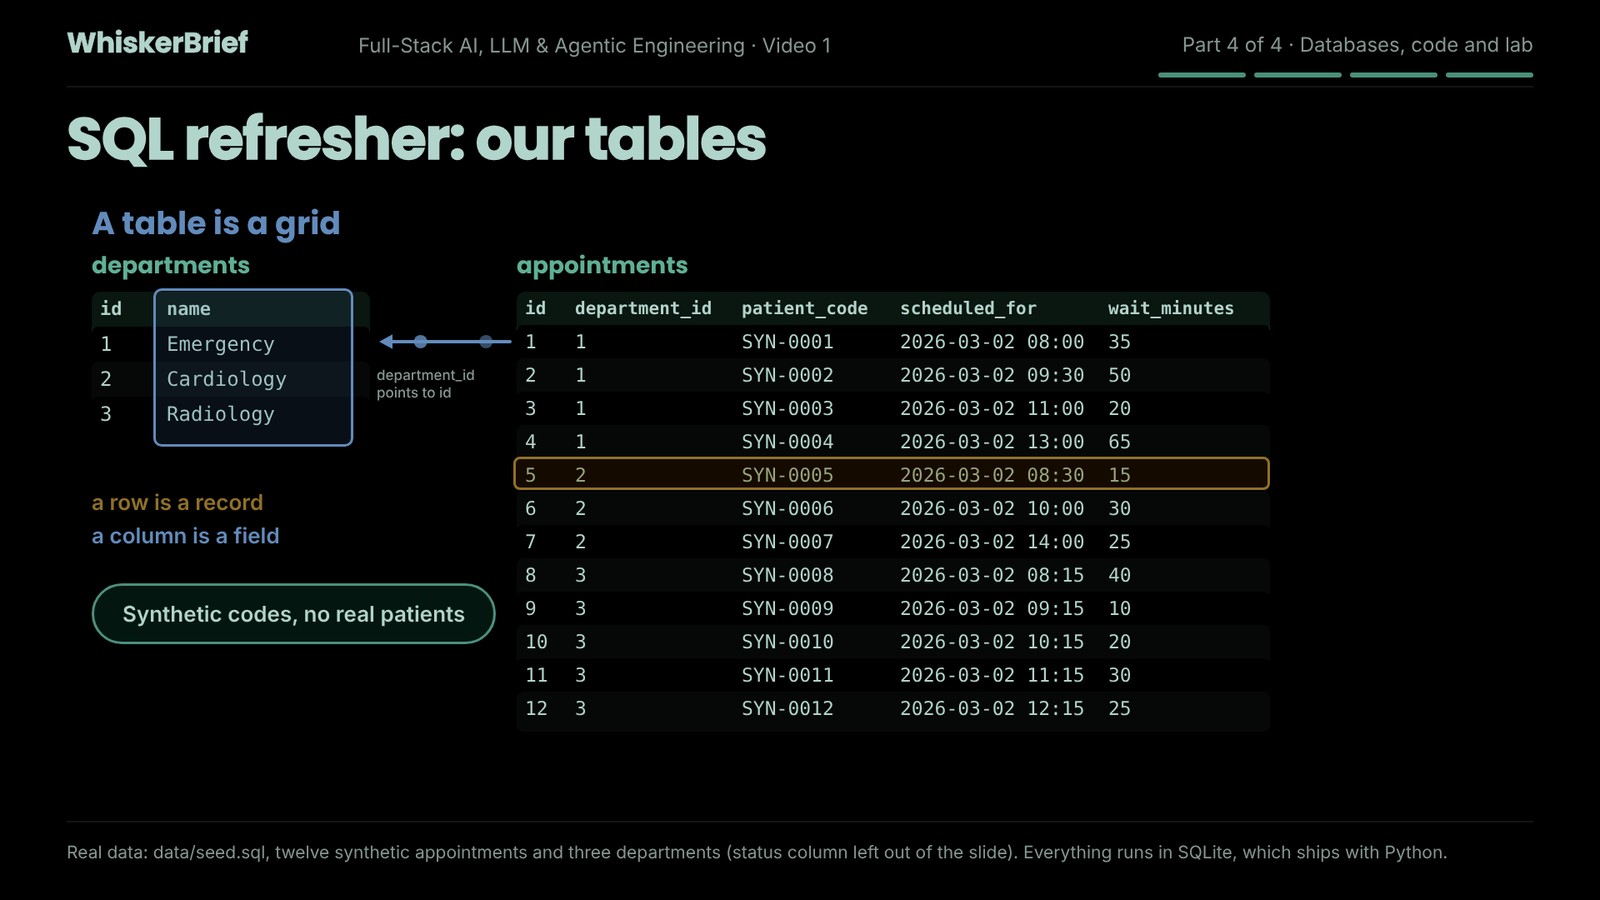 WhiskerBrief
Full-Stack AI, LLM & Agentic Engineering · Video 1
Part 4 of 4 · Databases, code and lab
SQL refresher: our tables
A table is a grid
departments
id name
1 Emergency
2 Cardiology
3 Radiology
department_id
points to id
a row is a record
a column is a field
Synthetic codes, no real patients
appointments
id department_id patient_code scheduled_for wait_minutes
1 1 SYN-0001 2026-03-02 08:00 35
2 1 SYN-0002 2026-03-02 09:30 50
3 1 SYN-0003 2026-03-02 11:00 20
4 1 SYN-0004 2026-03-02 13:00 65
5 2 SYN-0005 2026-03-02 08:30 15
6 2 SYN-0006 2026-03-02 10:00 30
7 2 SYN-0007 2026-03-02 14:00 25
8 3 SYN-0008 2026-03-02 08:15 40
9 3 SYN-0009 2026-03-02 09:15 10
10 3 SYN-0010 2026-03-02 10:15 20
11 3 SYN-0011 2026-03-02 11:15 30
12 3 SYN-0012 2026-03-02 12:15 25
Real data: data/seed.sql, twelve synthetic appointments and three departments (status column left out of the slide). Everything runs in SQLite, which ships with Python.